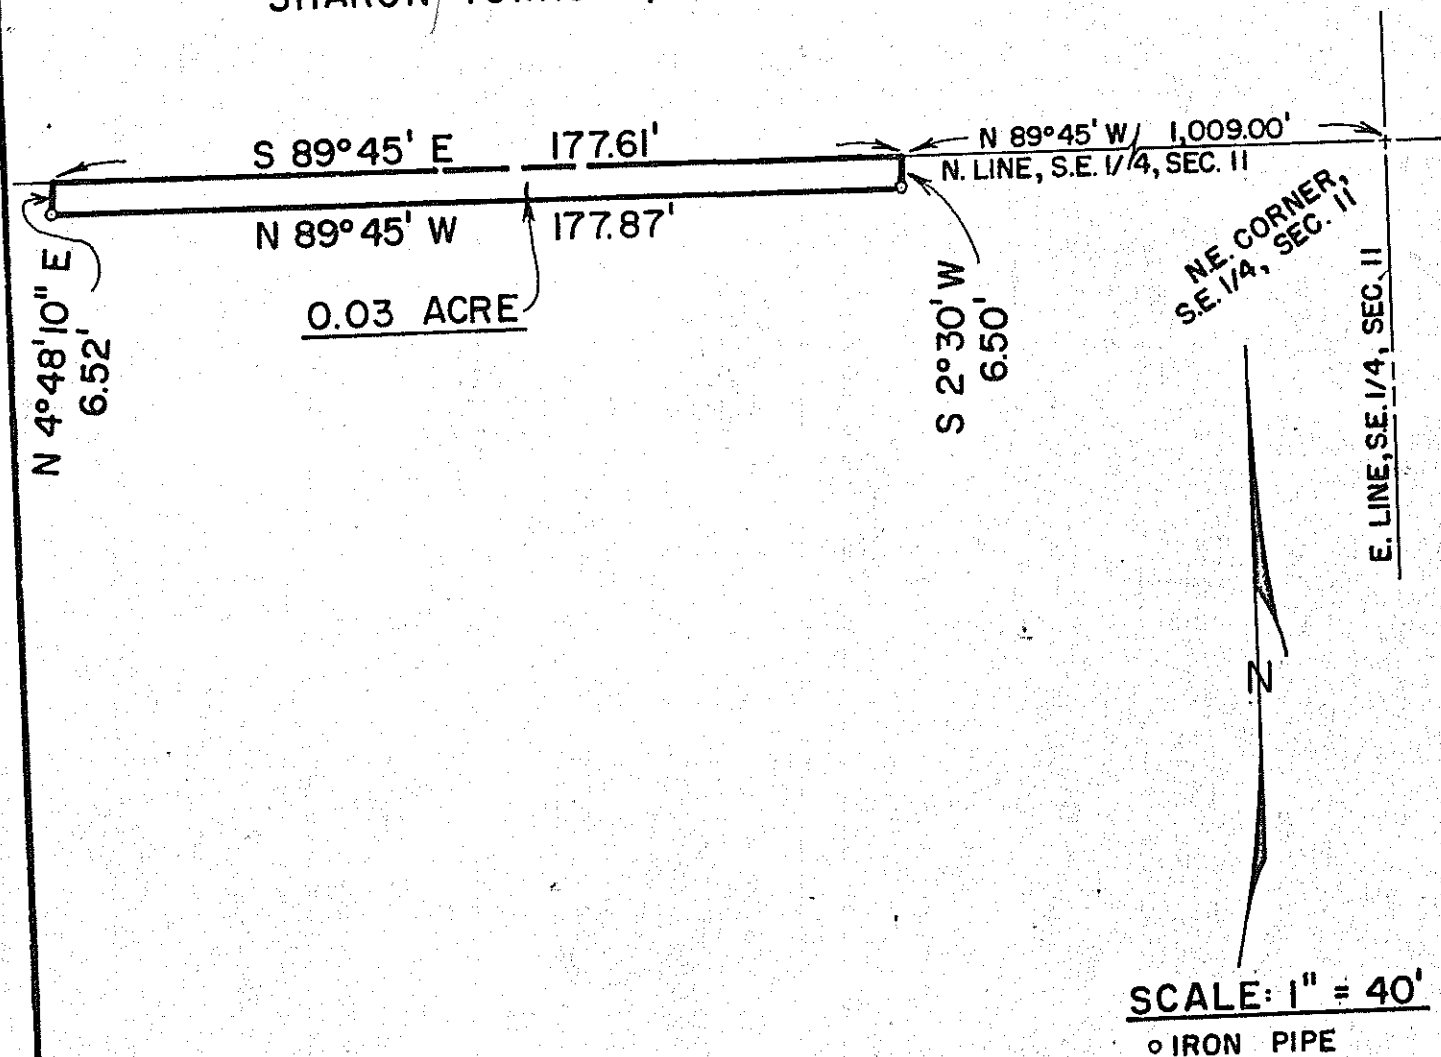 SHARON
S 89°45' E 177.61'
N 89°45' W 1,009.00'
N. LINE, S.E. 1/4, SEC. 11
N 89°45' W 177.87'
0.03 ACRE
N 4°48'10" E
6.52'
S 2°30' W
6.50'
N.E. CORNER,
S.E. 1/4, SEC. 11
E. LINE, S.E. 1/4, SEC. 11
N
SCALE: 1" = 40'
o IRON PIPE